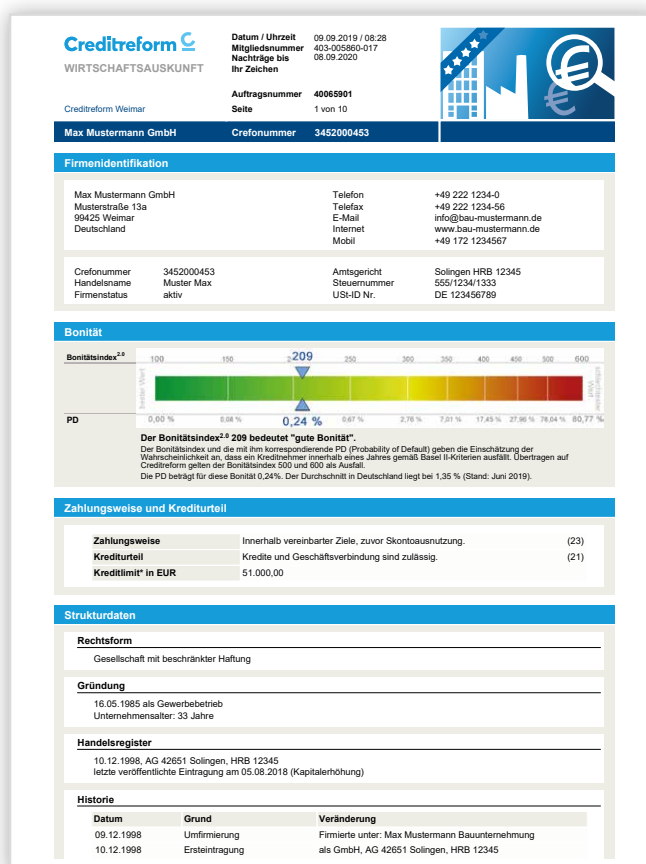 Creditreform C
WIRTSCHAFTSAUSKUNFT
Creditreform Weimar
Datum / Uhrzeit 09.09.2019 / 08:28
Mitgliedsnummer 403-005860-017
Nachträge bis 08.09.2020
Ihr Zeichen
Auftragsnummer 40065901
Seite 1 von 10
Max Mustermann GmbH Crefonummer 3452000453
Firmenidentifikation
Max Mustermann GmbH Telefon +49 222 1234-0
Musterstraße 13a Telefax +49 222 1234-56
99425 Weimar E-Mail info@bau-mustermann.de
Deutschland Internet www.bau-mustermann.de
Mobil +49 172 1234567
Crefonummer 3452000453 Amtsgericht Solingen HRB 12345
Handelsname Muster Max Steuernummer 555/1234/1333
Firmenstatus aktiv USt-ID Nr. DE 123456789
Bonität
Bonitätsindex2.0 100 150 209 250 300 350 400 450 500 600
bester Wert
schlechtester Wert
PD 0,00 % 0,08 % 0,24 % 0,67 % 2,76 % 7,01 % 17,45 % 27,96 % 78,04 % 80,77 %
Der Bonitätsindex2.0 209 bedeutet "gute Bonität".
Der Bonitätsindex und die mit ihm korrespondierende PD (Probability of Default) geben die Einschätzung der
Wahrscheinlichkeit an, dass ein Kreditnehmer innerhalb eines Jahres gemäß Basel II-Kriterien ausfällt. Übertragen auf
Creditreform gelten der Bonitätsindex 500 und 600 als Ausfall.
Die PD beträgt für diese Bonität 0,24%. Der Durchschnitt in Deutschland liegt bei 1,35 % (Stand: Juni 2019).
Zahlungsweise und Krediturteil
Zahlungsweise Innerhalb vereinbarter Ziele, zuvor Skontoausnutzung. (23)
Krediturteil Kredite und Geschäftsverbindung sind zulässig. (21)
Kreditlimit* in EUR 51.000,00
Strukturdaten
Rechtsform
Gesellschaft mit beschränkter Haftung
Gründung
16.05.1985 als Gewerbebetrieb
Unternehmensalter: 33 Jahre
Handelsregister
10.12.1998, AG 42651 Solingen, HRB 12345
letzte veröffentlichte Eintragung am 05.08.2018 (Kapitalerhöhung)
Historie
Datum Grund Veränderung
09.12.1998 Umfirmierung Firmierte unter: Max Mustermann Bauunternehmung
10.12.1998 Ersteintragung als GmbH, AG 42651 Solingen, HRB 12345